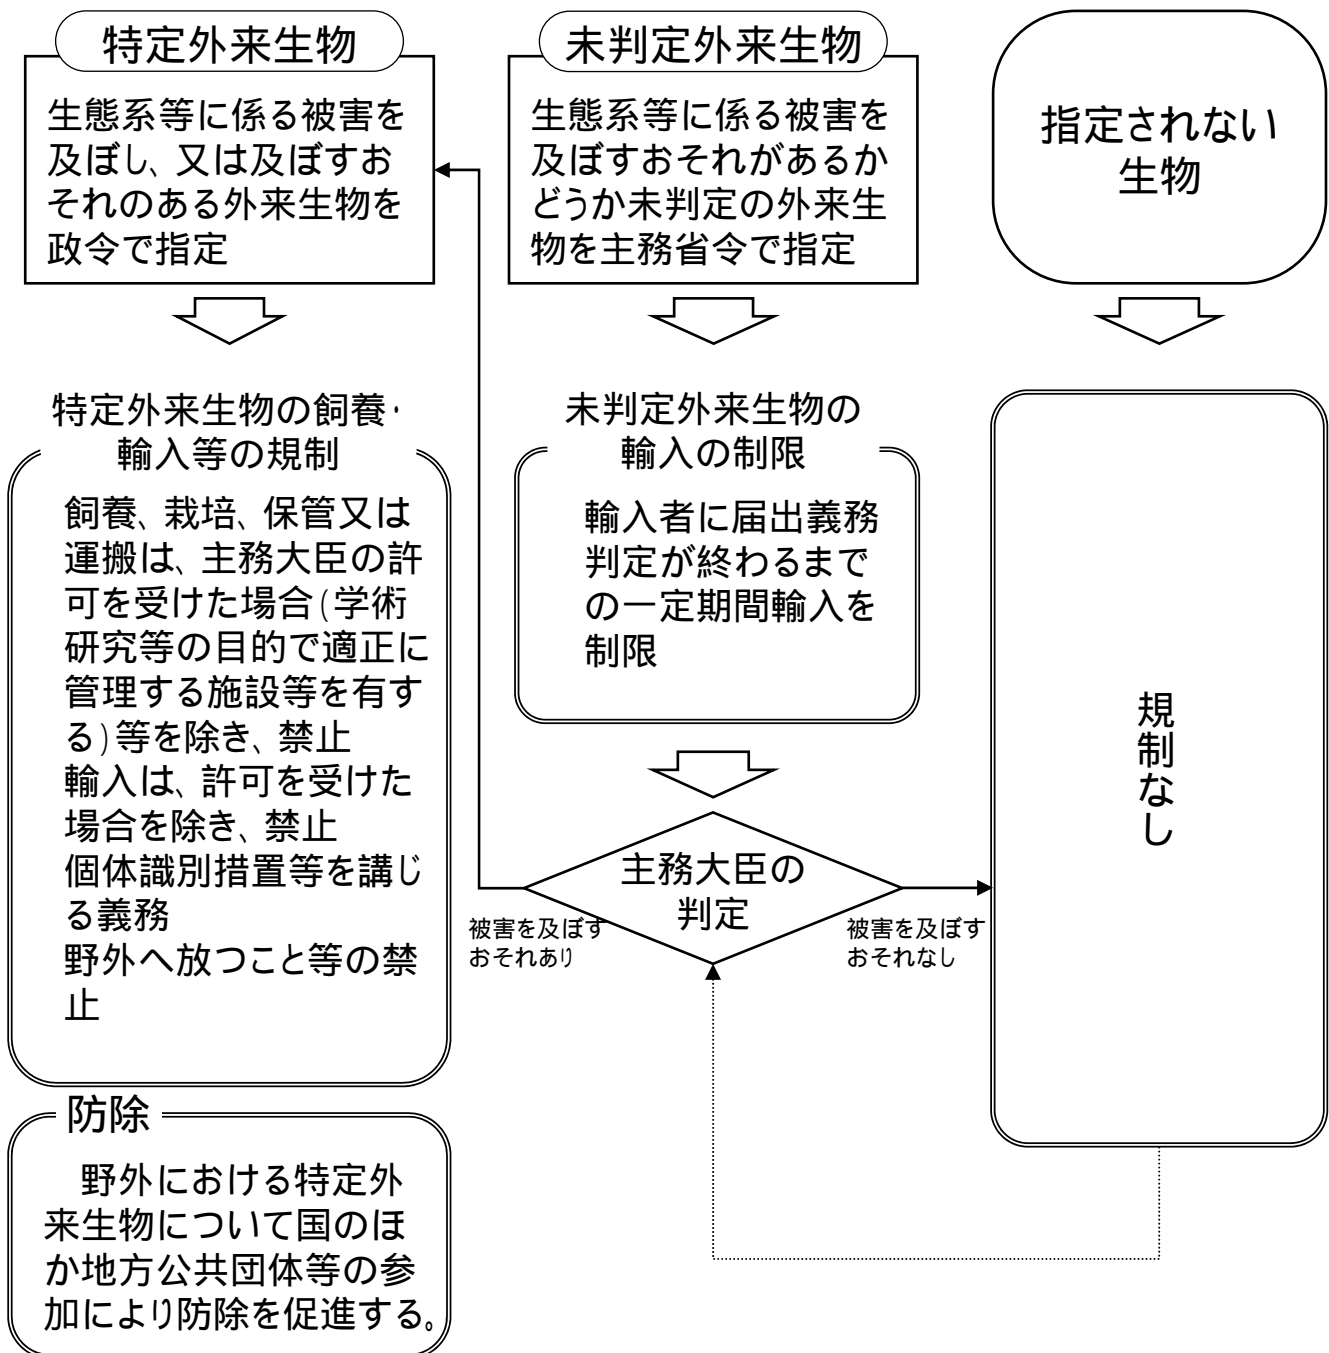 特定外来生物
生態系等に係る被害を
及ぼし、又は及ぼすお
それのある外来生物を
政令で指定
未判定外来生物
生態系等に係る被害を
及ぼすおそれがあるか
どうか未判定の外来生
物を主務省令で指定
指定されない
生物
特定外来生物の飼養・
輸入等の規制
飼養、栽培、保管又は
運搬は、主務大臣の許
可を受けた場合(学術
研究等の目的で適正に
管理する施設等を有す
る)等を除き、禁止
輸入は、許可を受けた
場合を除き、禁止
個体識別措置等を講じ
る義務
野外へ放つこと等の禁
止
未判定外来生物の
輸入の制限
輸入者に届出義務
判定が終わるまで
の一定期間輸入を
制限
主務大臣の
判定
被害を及ぼす
おそれあり
被害を及ぼす
おそれなし
規制なし
防除
野外における特定外
来生物について国のほ
か地方公共団体等の参
加により防除を促進する。